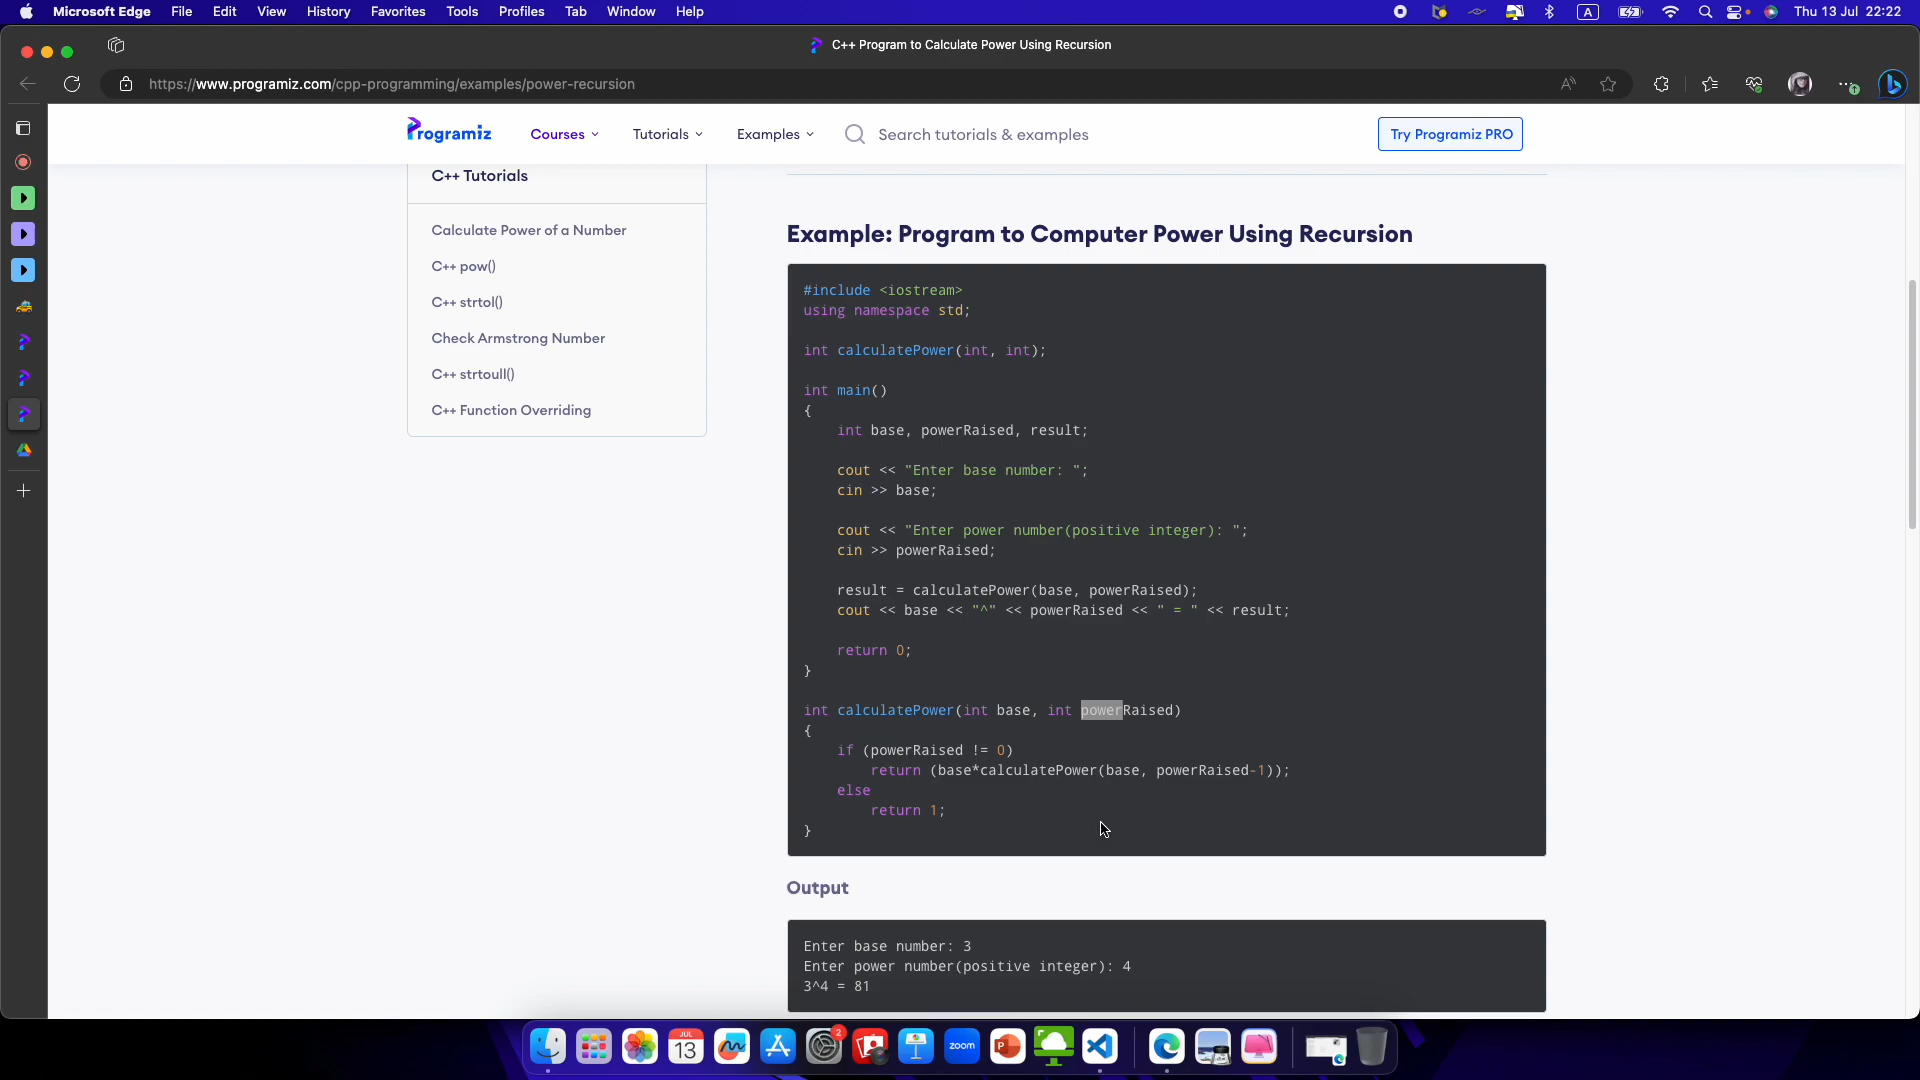 Microsoft Edge File Edit View History Favorites Tools Profiles Tab Window Help A Thu 13 Jul 22:22
C++ Program to Calculate Power Using Recursion
https://www.programiz.com/cpp-programming/examples/power-recursion
Programiz Courses Tutorials Examples Search tutorials & examples Try Programiz PRO
C++ Tutorials
Calculate Power of a Number
C++ pow()
C++ strtol()
Check Armstrong Number
C++ strtoull()
C++ Function Overriding
Example: Program to Computer Power Using Recursion
#include <iostream>
using namespace std;
int calculatePower(int, int);
int main()
{
int base, powerRaised, result;
cout << "Enter base number: ";
cin >> base;
cout << "Enter power number(positive integer): ";
cin >> powerRaised;
result = calculatePower(base, powerRaised);
cout << base << "^" << powerRaised << " = " << result;
return 0;
}
int calculatePower(int base, int powerRaised)
{
if (powerRaised != 0)
return (base*calculatePower(base, powerRaised-1));
else
return 1;
}
Output
Enter base number: 3
Enter power number(positive integer): 4
3^4 = 81
JUL
13
2
zoom
P